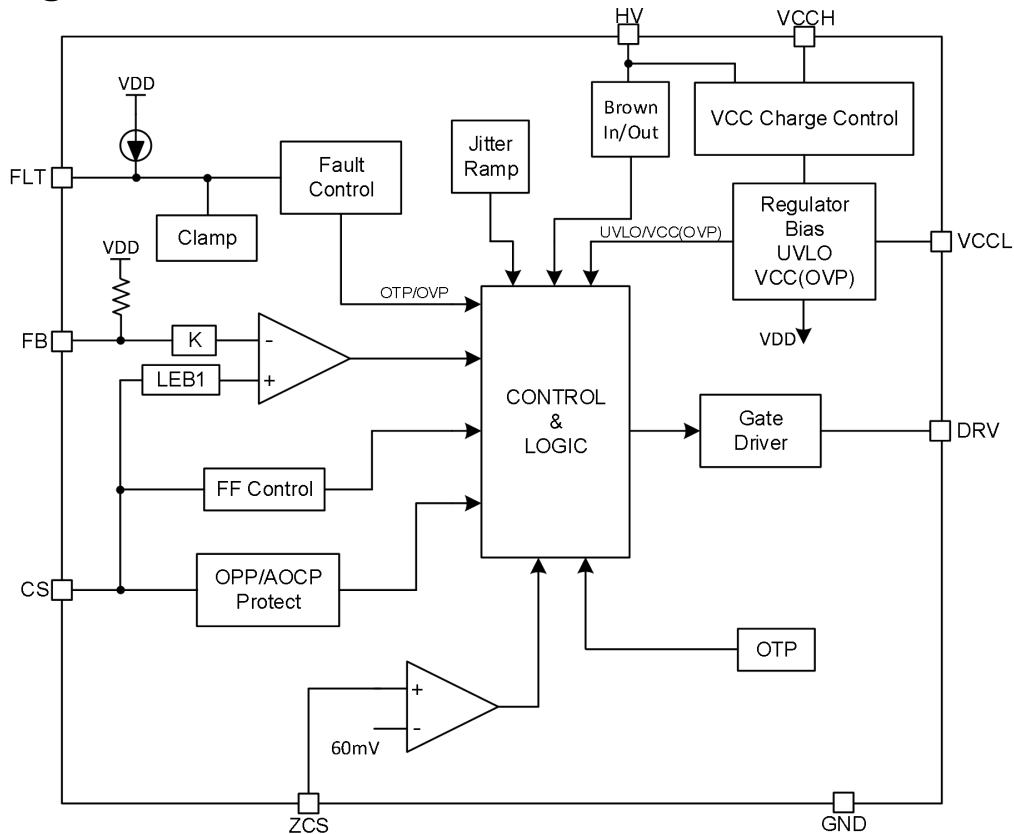 HV
VCCH
VDD
Brown
In/Out
VCC Charge Control
Jitter
Ramp
Fault
Control
FLT
Clamp
Regulator
Bias
UVLO
VCC(OVP)
UVLO/VCC(OVP)
VCCL
VDD
OTP/OVP
VDD
FB
K
-
LEB1
+
CONTROL
&
LOGIC
Gate
Driver
DRV
FF Control
CS
OPP/AOCP
Protect
OTP
+
-
60mV
ZCS
GND